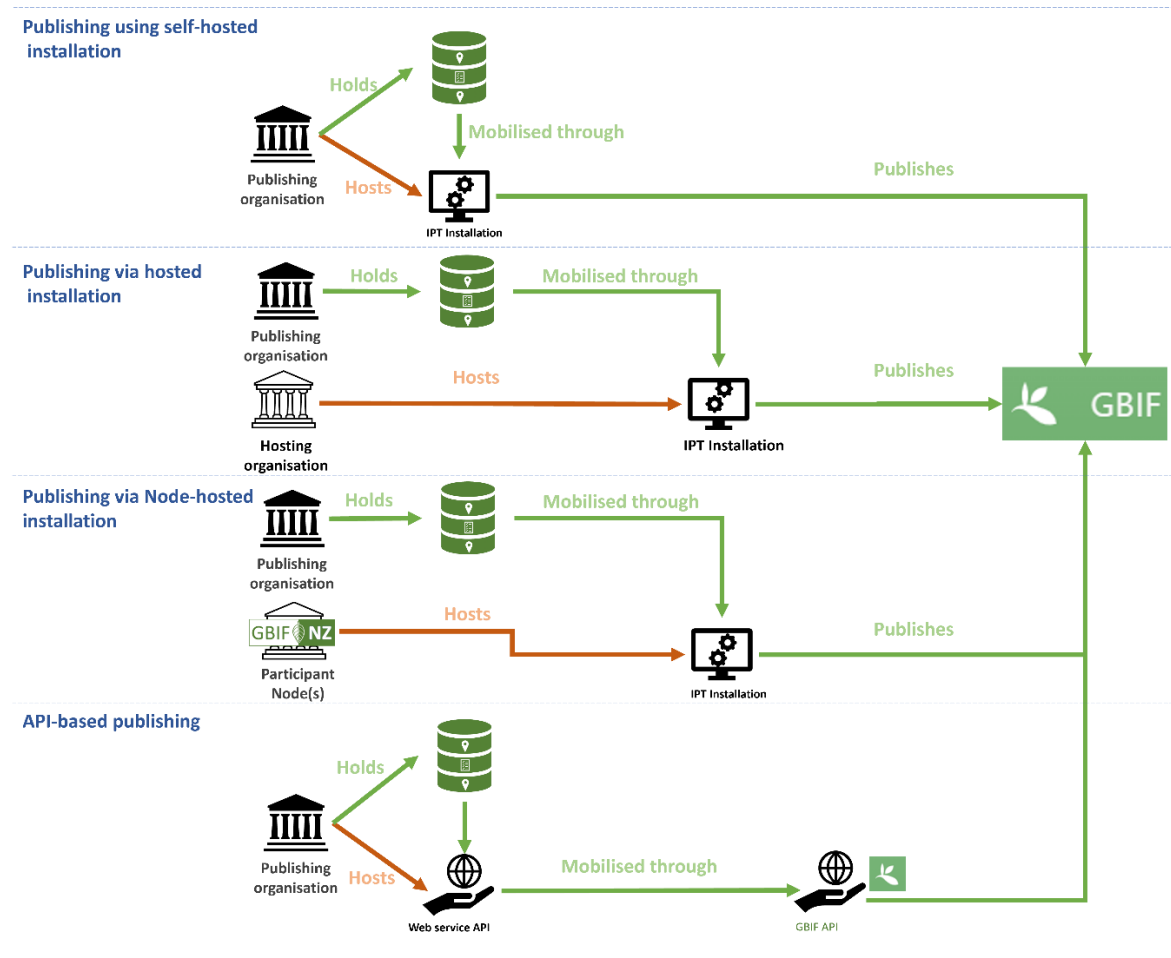 Publishing using self-hosted
installation
Holds
Mobilised through
Publishing
organisation
Hosts
IPT Installation
Publishes
Publishing via hosted
installation
Holds
Mobilised through
Publishing
organisation
Hosts
Publishes
Hosting
organisation
IPT Installation
GBIF
Publishing via Node-hosted
installation
Holds
Mobilised through
Publishing
organisation
Hosts
Publishes
GBIF NZ
Participant
Node(s)
IPT Installation
API-based publishing
Holds
Publishing
organisation
Hosts
Mobilised through
Web service API
GBIF API